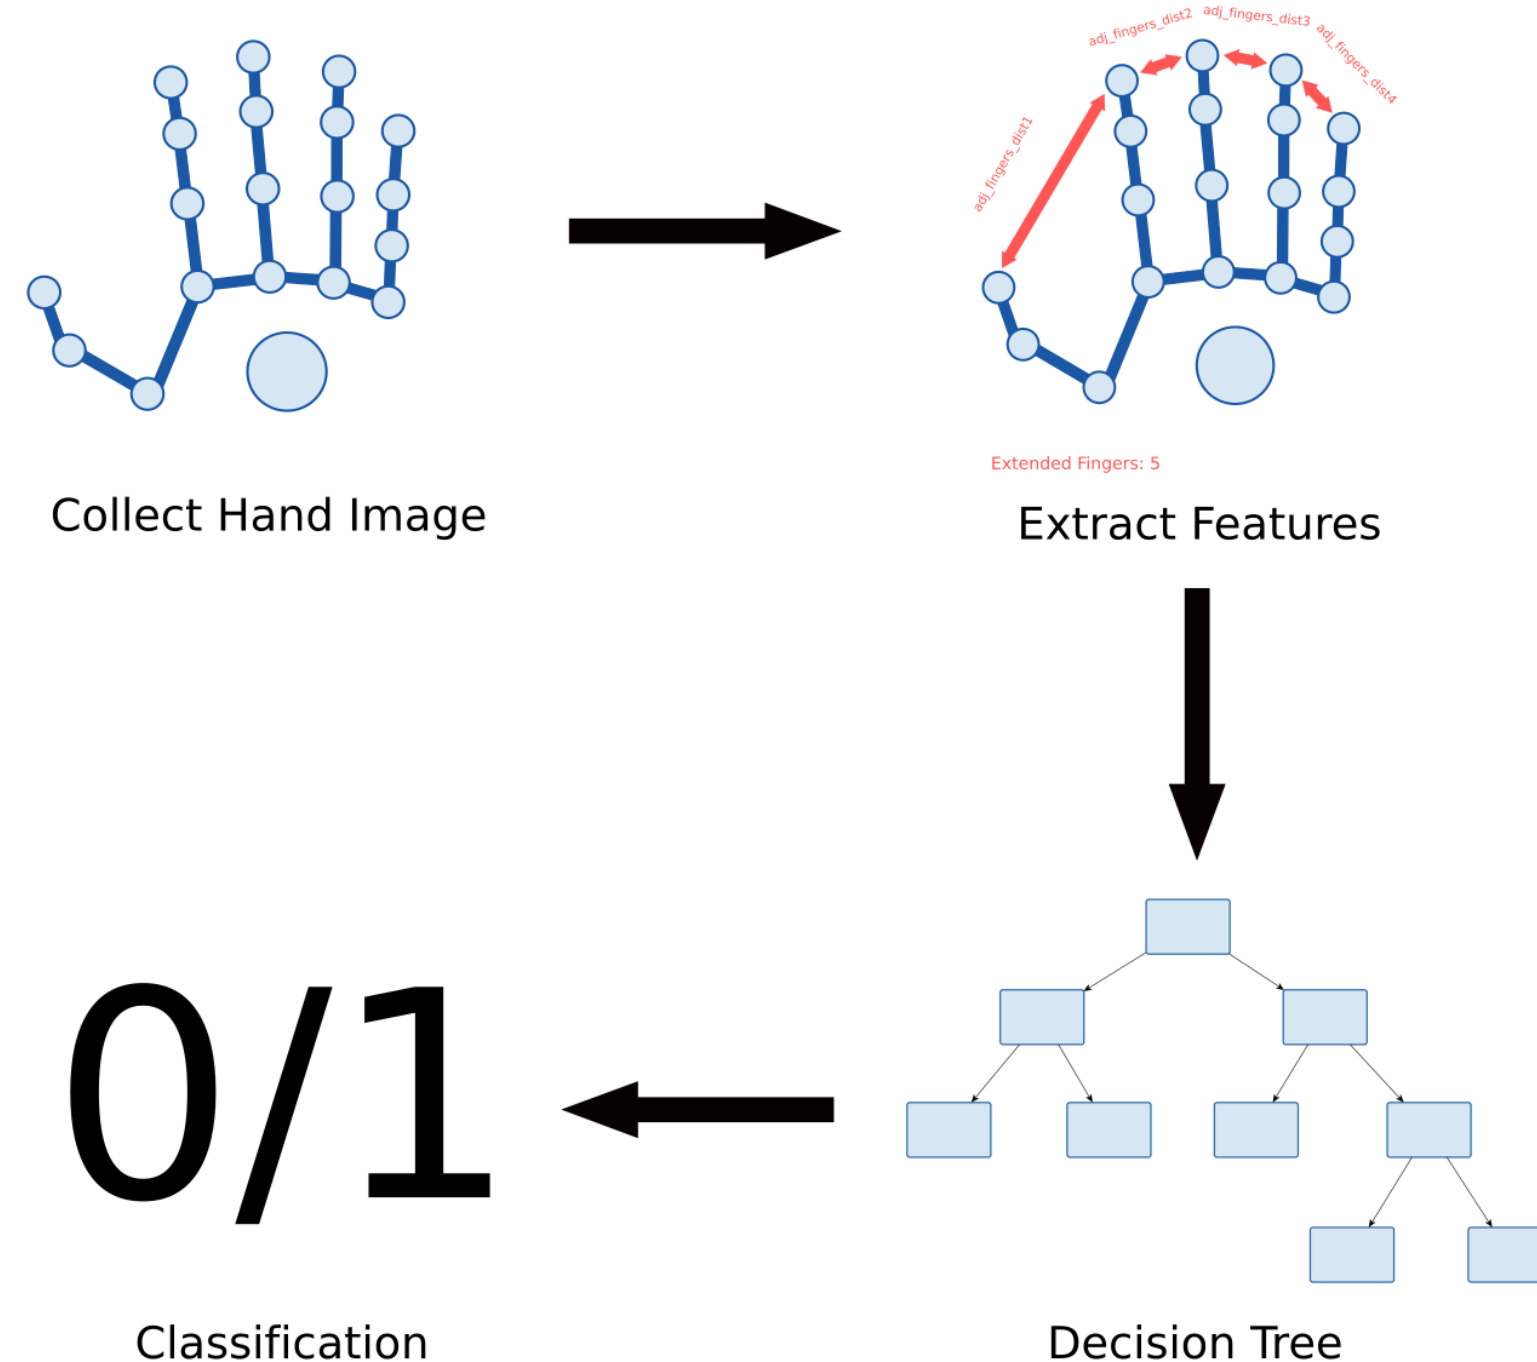 adj_fingers_dist1
adj_fingers_dist2
adj_fingers_dist3
adj_fingers_dist4
Extended Fingers: 5
Collect Hand Image
Extract Features
0/1
Classification
Decision Tree